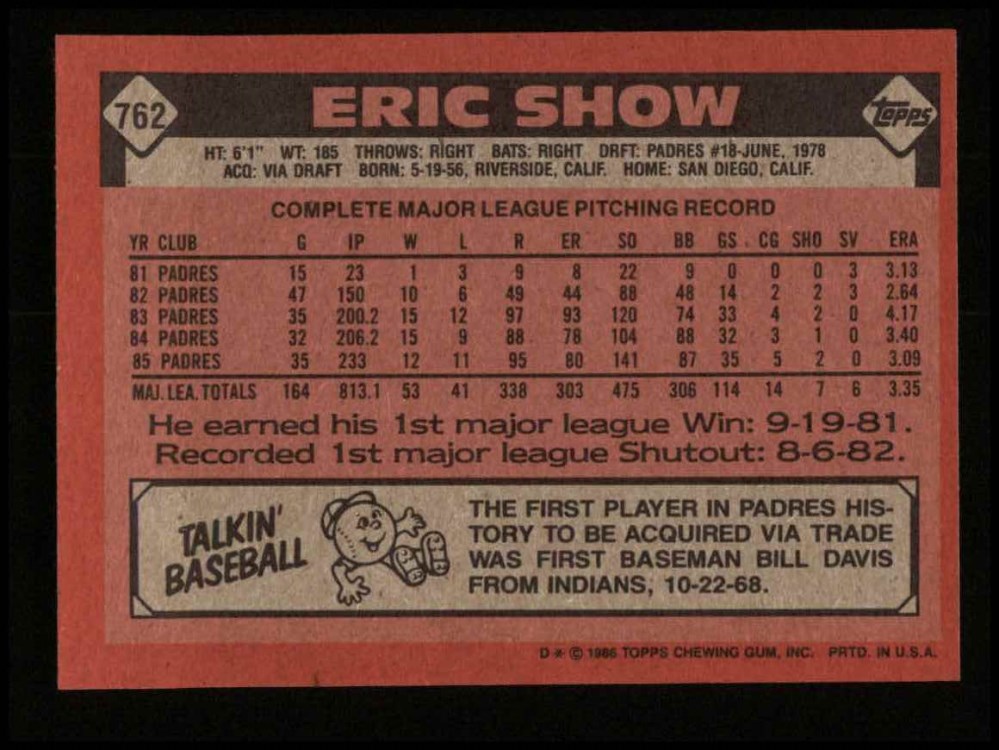 762
ERIC SHOW
Topps
HT: 6'1" WT: 185 THROWS: RIGHT BATS: RIGHT DRFT: PADRES #18-JUNE, 1978
ACQ: VIA DRAFT BORN: 5-19-56, RIVERSIDE, CALIF. HOME: SAN DIEGO, CALIF.
COMPLETE MAJOR LEAGUE PITCHING RECORD
YR CLUB G IP W L R ER SO BB GS CG SHO SV ERA
81 PADRES 15 23 1 3 9 8 22 9 0 0 0 3 3.13
82 PADRES 47 150 10 6 49 44 88 48 14 2 2 3 2.64
83 PADRES 35 200.2 15 12 97 93 120 74 33 4 2 0 4.17
84 PADRES 32 206.2 15 9 88 78 104 88 32 3 1 0 3.40
85 PADRES 35 233 12 11 95 80 141 87 35 5 2 0 3.09
MAJ. LEA. TOTALS 164 813.1 53 41 338 303 475 306 114 14 7 6 3.35
He earned his 1st major league Win: 9-19-81.
Recorded 1st major league Shutout: 8-6-82.
TALKIN'
BASEBALL
THE FIRST PLAYER IN PADRES HIS-
TORY TO BE ACQUIRED VIA TRADE
WAS FIRST BASEMAN BILL DAVIS
FROM INDIANS, 10-22-68.
D * © 1986 TOPPS CHEWING GUM, INC. PRTD. IN U.S.A.